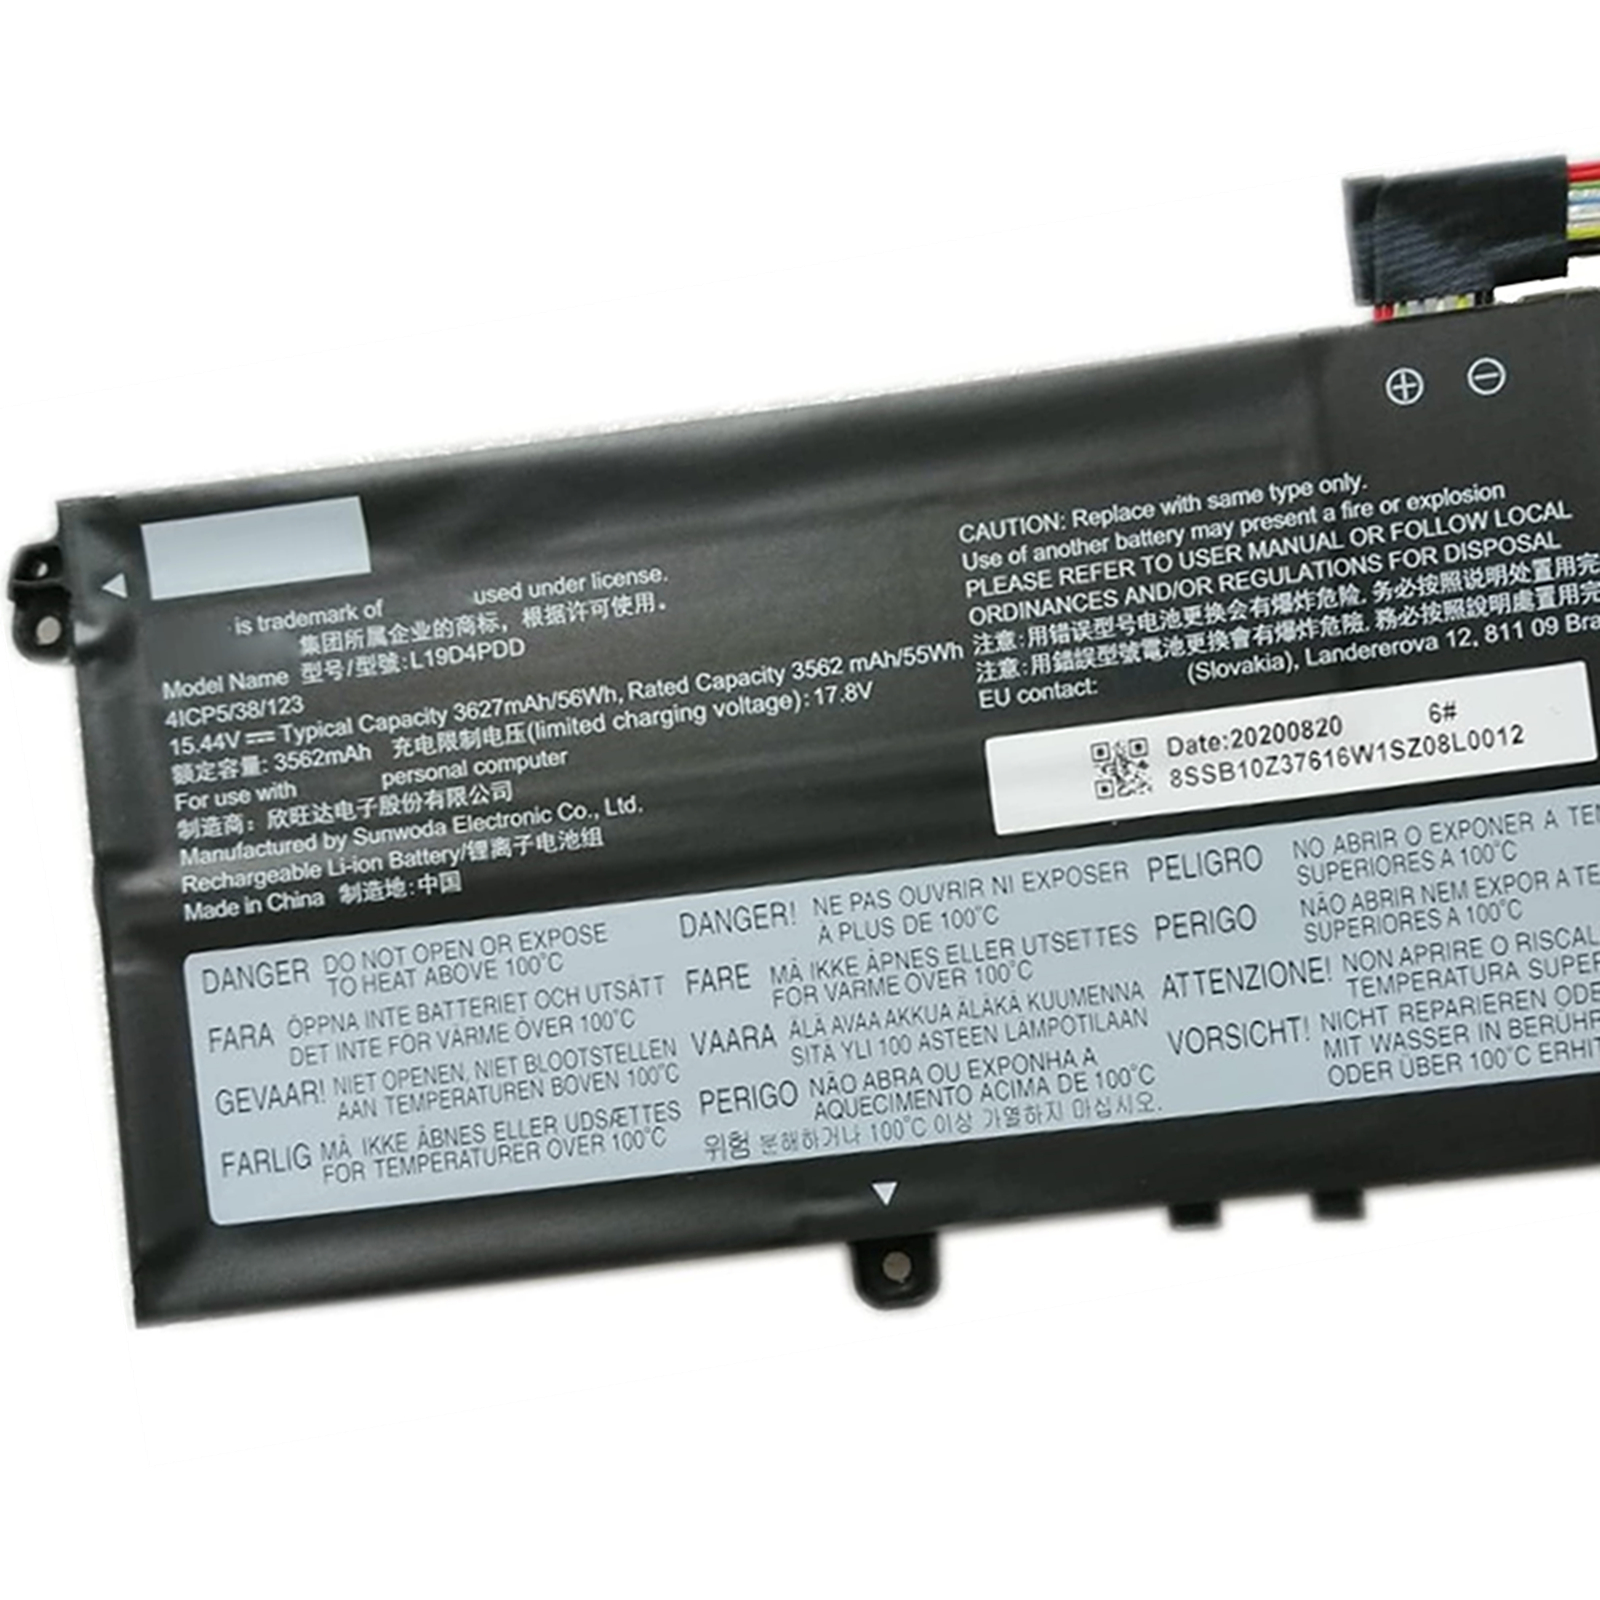 is trademark of used under license.
集团所属企业的商标，根据许可使用。
Model Name 型号/型號:L19D4PDD
4ICP5/38/123
15.44V⎓Typical Capacity 3627mAh/56Wh, Rated Capacity 3562 mAh/55Wh
额定容量: 3562mAh 充电限制电压(limited charging voltage):17.8V
For use with personal computer
制造商：欣旺达电子股份有限公司
Manufactured by Sunwoda Electronic Co., Ltd.
Rechargeable Li-ion Battery/锂离子电池组
Made in China 制造地:中国
⊕ ⊖
CAUTION: Replace with same type only.
Use of another battery may present a fire or explosion
PLEASE REFER TO USER MANUAL OR FOLLOW LOCAL
ORDINANCES AND/OR REGULATIONS FOR DISPOSAL
注意:用错误型号电池更换会有爆炸危险. 务必按照说明处置用完
注意:用錯誤型號電池更換會有爆炸危險. 務必按照說明處置用完
EU contact: (Slovakia), Landererova 12, 811 09 Bra
Date:20200820 6#
8SSB10Z37616W1SZ08L0012
DANGER DO NOT OPEN OR EXPOSE
TO HEAT ABOVE 100°C
FARA ÖPPNA INTE BATTERIET OCH UTSÄTT
DET INTE FÖR VÄRME ÖVER 100°C
GEVAAR! NIET OPENEN, NIET BLOOTSTELLEN
AAN TEMPERATUREN BOVEN 100°C
FARLIG MÅ IKKE ÅBNES ELLER UDSÆTTES
FOR TEMPERATURER OVER 100°C
DANGER! NE PAS OUVRIR NI EXPOSER
À PLUS DE 100°C
FARE MÅ IKKE ÅPNES ELLER UTSETTES
FOR VARME OVER 100°C
VAARA ÄLÄ AVAA AKKUA ÄLÄKÄ KUUMENNA
SITÄ YLI 100 ASTEEN LÄMPÖTILAAN
PERIGO NÃO ABRA OU EXPONHA A
AQUECIMENTO ACIMA DE 100°C
위험 분해하거나 100°C 이상 가열하지 마십시오.
PELIGRO NO ABRIR O EXPONER A TEM
SUPERIORES A 100°C
PERIGO NÃO ABRIR NEM EXPOR A TE
SUPERIORES A 100°C
ATTENZIONE! NON APRIRE O RISCAL
TEMPERATURA SUPER
VORSICHT! NICHT REPARIEREN ODE
MIT WASSER IN BERÜHR
ODER ÜBER 100°C ERHIT